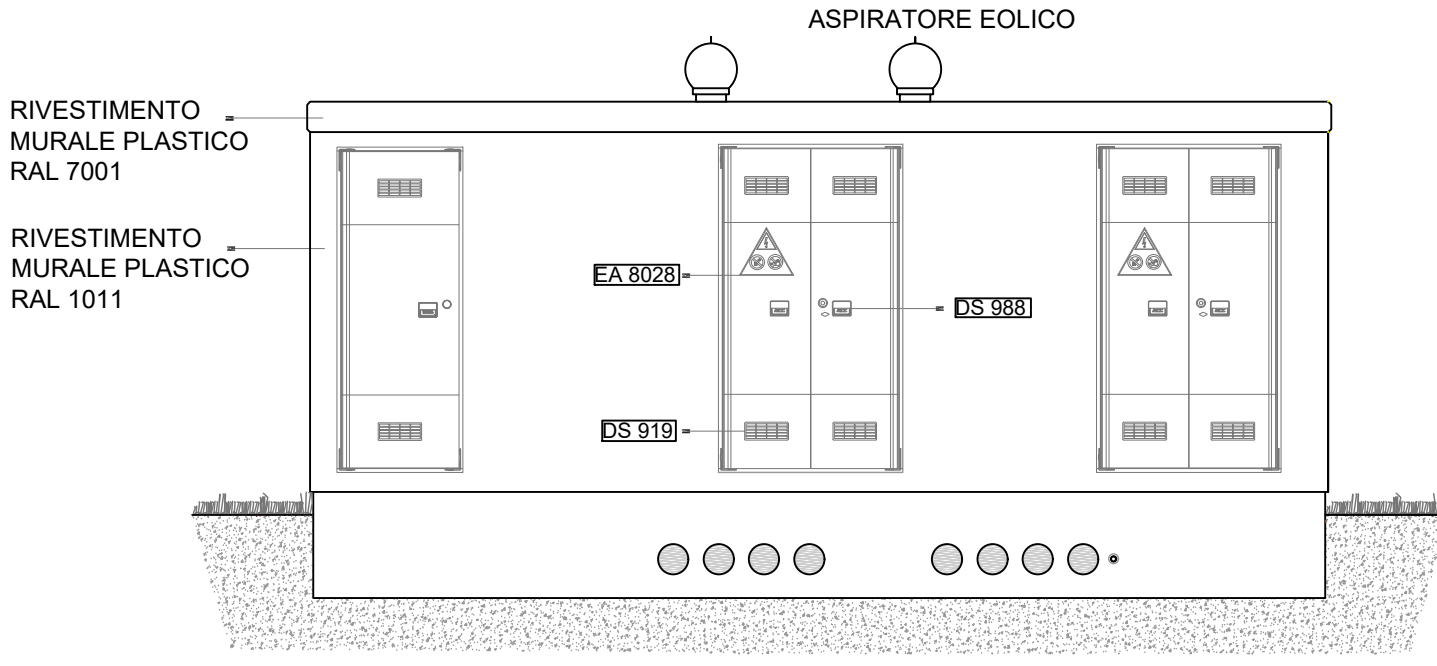 ASPIRATORE EOLICO
RIVESTIMENTO
MURALE PLASTICO
RAL 7001
RIVESTIMENTO
MURALE PLASTICO
RAL 1011
EA 8028
DS 988
DS 919